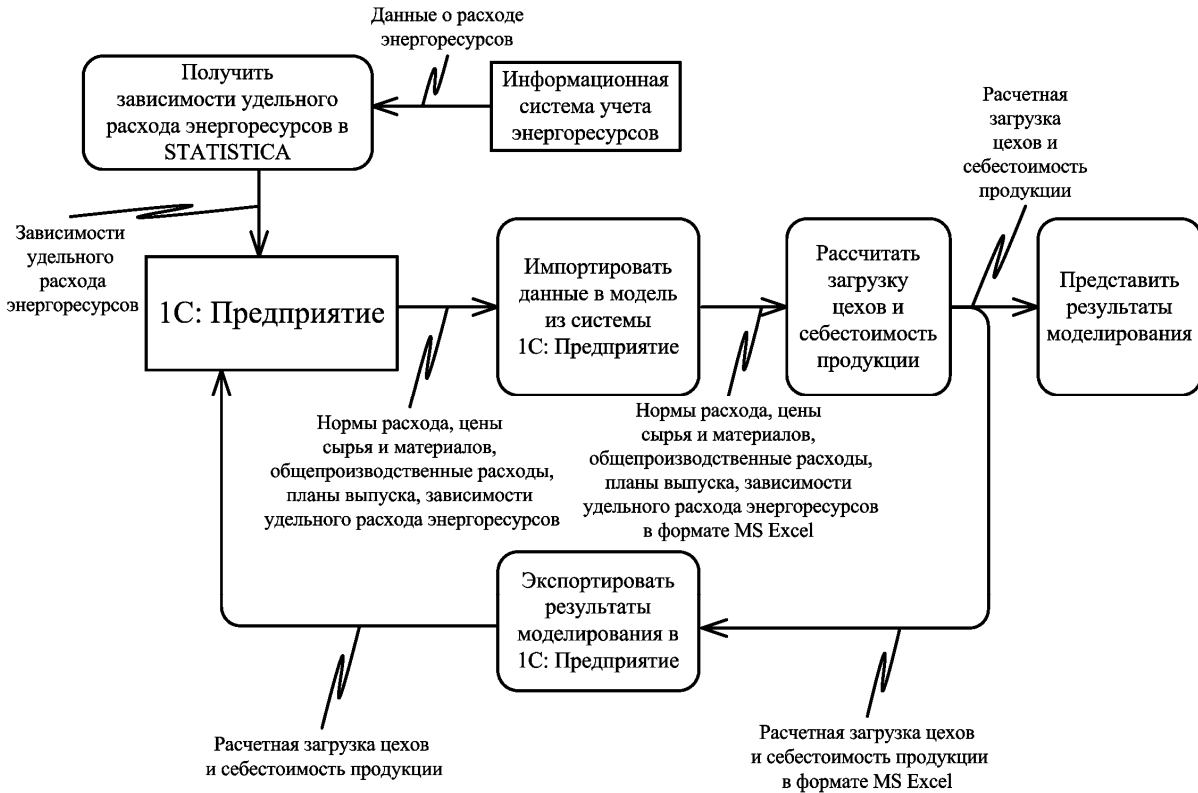 Данные о расходе
энергоресурсов
Получить
зависимости удельного
расхода энергоресурсов в
STATISTICA
Информационная
система учета
энергоресурсов
Расчетная
загрузка
цехов и
себестоимость
продукции
Зависимости
удельного
расхода
энергоресурсов
1С: Предприятие
Импортировать
данные в модель
из системы
1С: Предприятие
Рассчитать
загрузку
цехов и
себестоимость
продукции
Представить
результаты
моделирования
Нормы расхода, цены
сырья и материалов,
общепроизводственные расходы,
планы выпуска, зависимости
удельного расхода энергоресурсов
Нормы расхода, цены
сырья и материалов,
общепроизводственные расходы,
планы выпуска, зависимости
удельного расхода энергоресурсов
в формате MS Excel
Экспортировать
результаты
моделирования в
1С: Предприятие
Расчетная загрузка цехов
и себестоимость продукции
Расчетная загрузка цехов
и себестоимость продукции
в формате MS Excel